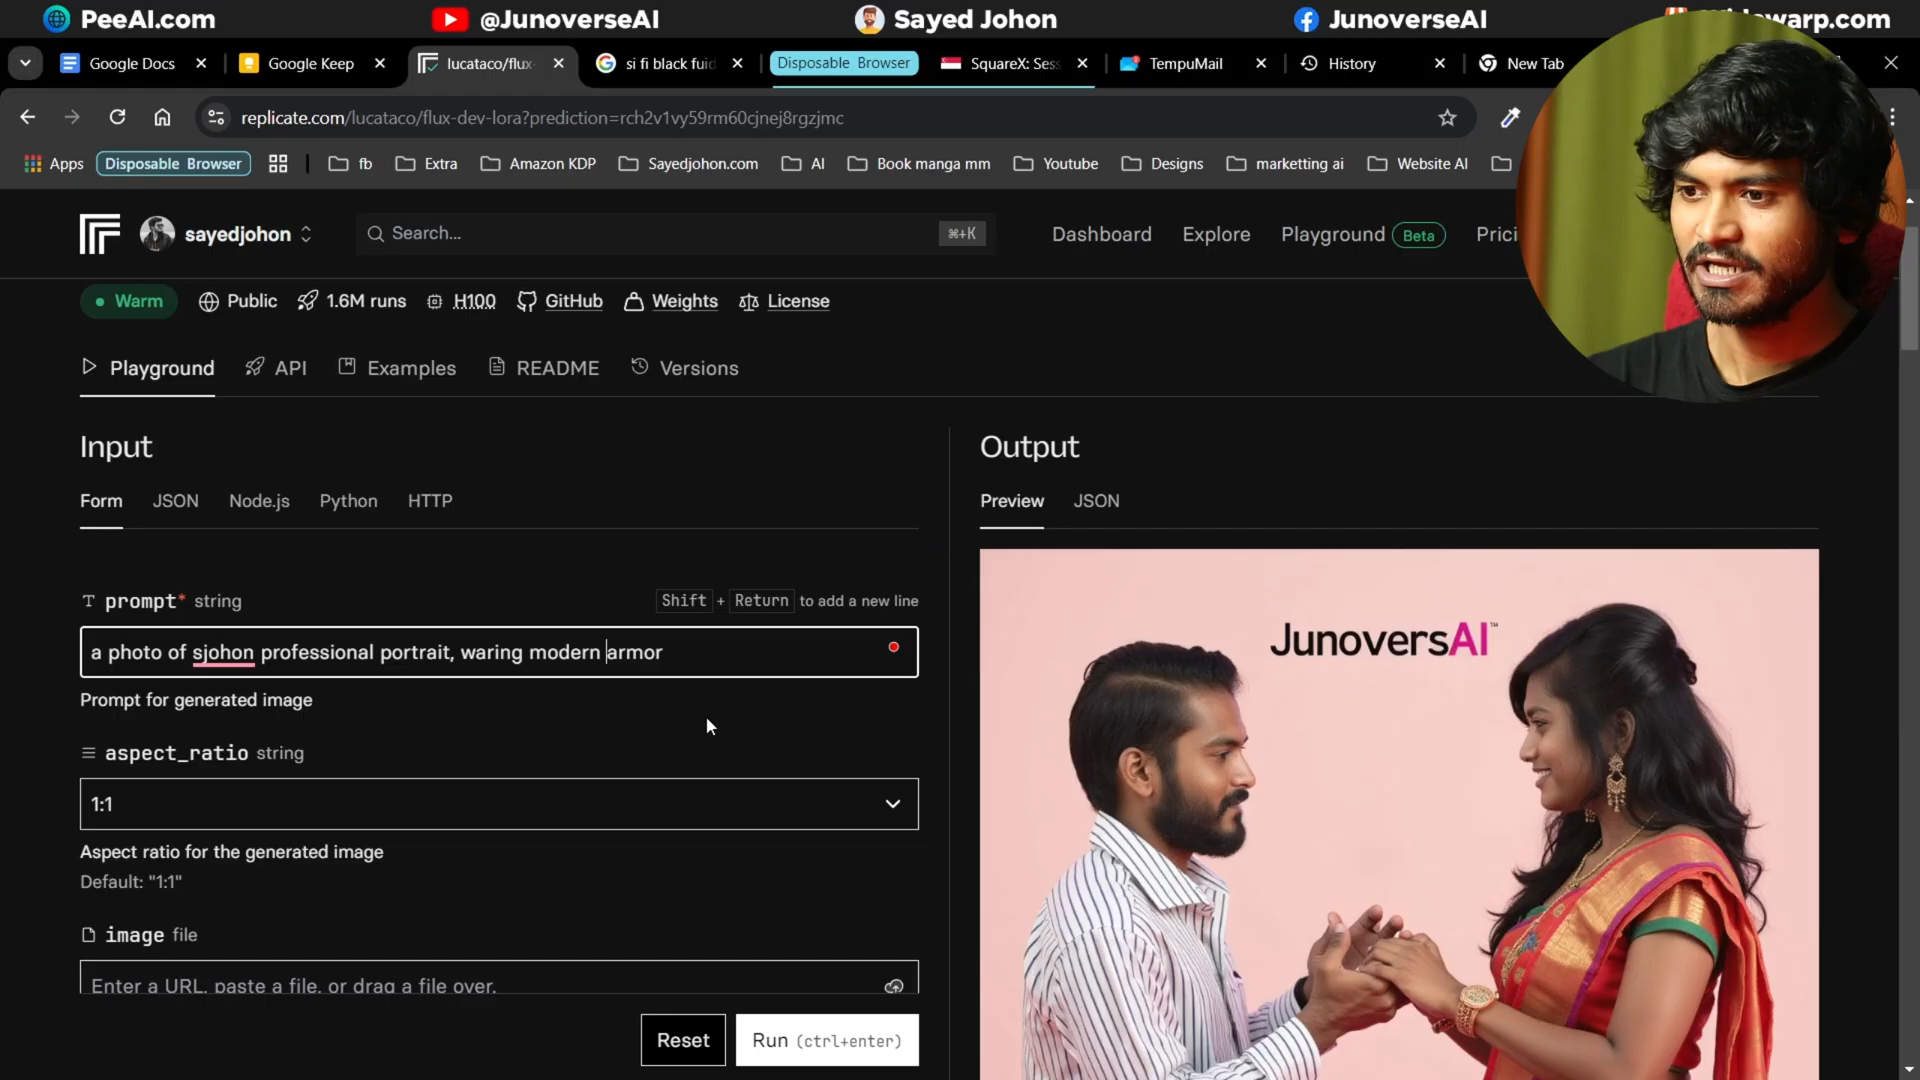 PeeAI.com
@JunoverseAI
Sayed Johon
JunoverseAI
warp.com
Google Docs
Google Keep
lucataco/flux-
si fi black fuid
Disposable Browser
SquareX: Ses
TempuMail
History
New Tab
replicate.com/lucataco/flux-dev-lora?prediction=rch2v1vy59rm60cjnej8rgzjmc
Apps
Disposable Browser
fb
Extra
Amazon KDP
Sayedjohon.com
AI
Book manga mm
Youtube
Designs
marketting ai
Website AI
sayedjohon
Search...
⌘+K
Dashboard
Explore
Playground Beta
Prici
Warm
Public
1.6M runs
H100
GitHub
Weights
License
Playground
API
Examples
README
Versions
Input
Output
Form
JSON
Node.js
Python
HTTP
Preview
JSON
T prompt* string
Shift + Return to add a new line
a photo of sjohon professional portrait, waring modern armor
Prompt for generated image
aspect_ratio string
1:1
Aspect ratio for the generated image
Default: "1:1"
image file
Enter a URL, paste a file, or drag a file over.
Reset
Run (ctrl+enter)
JunoversAI™